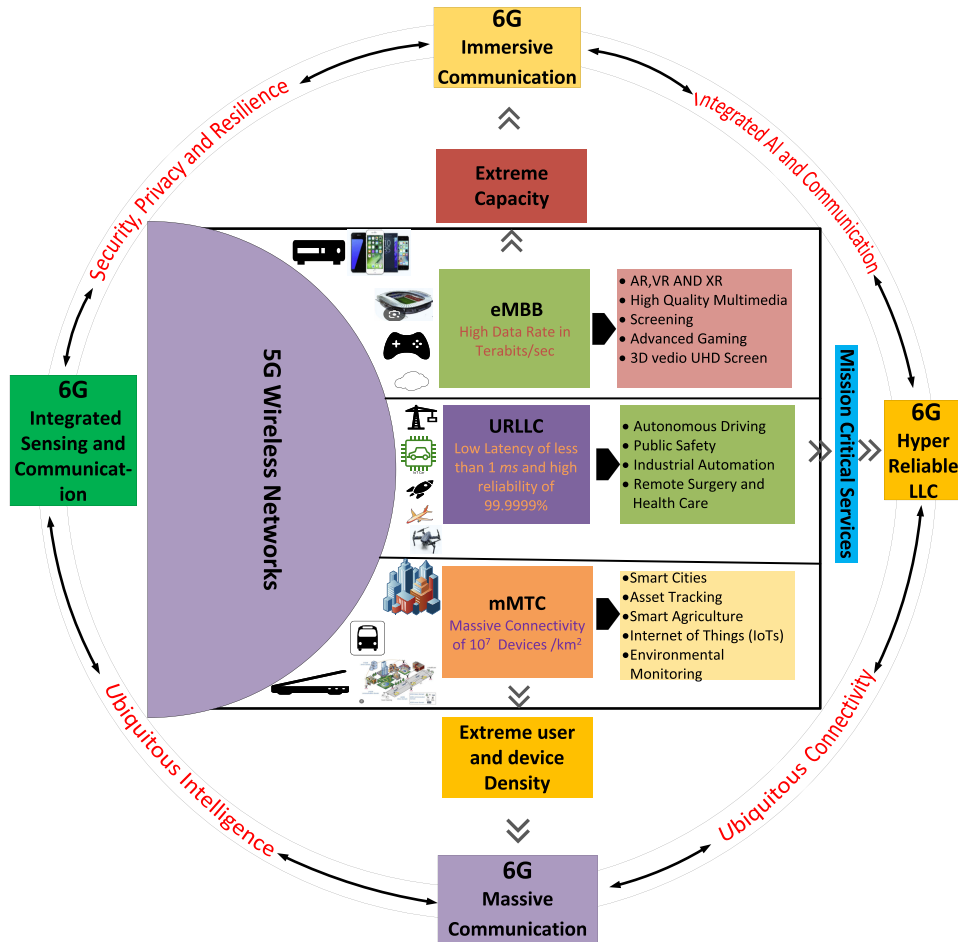 6G
Immersive
Communication
Security, Privacy and Resilience
Integrated AI and Communication
Extreme
Capacity
5G Wireless Networks
eMBB
High Data Rate in
Terabits/sec
• AR,VR AND XR
• High Quality Multimedia
• Screening
• Advanced Gaming
• 3D vedio UHD Screen
URLLC
Low Latency of less
than 1 ms and high
reliability of
99.9999%
• Autonomous Driving
• Public Safety
• Industrial Automation
• Remote Surgery and
Health Care
mMTC
Massive Connectivity
of 10⁷ Devices /km²
• Smart Cities
• Asset Tracking
• Smart Agriculture
• Internet of Things (IoTs)
• Environmental
Monitoring
Mission Critical Services
6G
Integrated
Sensing and
Communicat-
ion
6G
Hyper
Reliable
LLC
Extreme user
and device
Density
Ubiquitous Intelligence
Ubiquitous Connectivity
6G
Massive
Communication